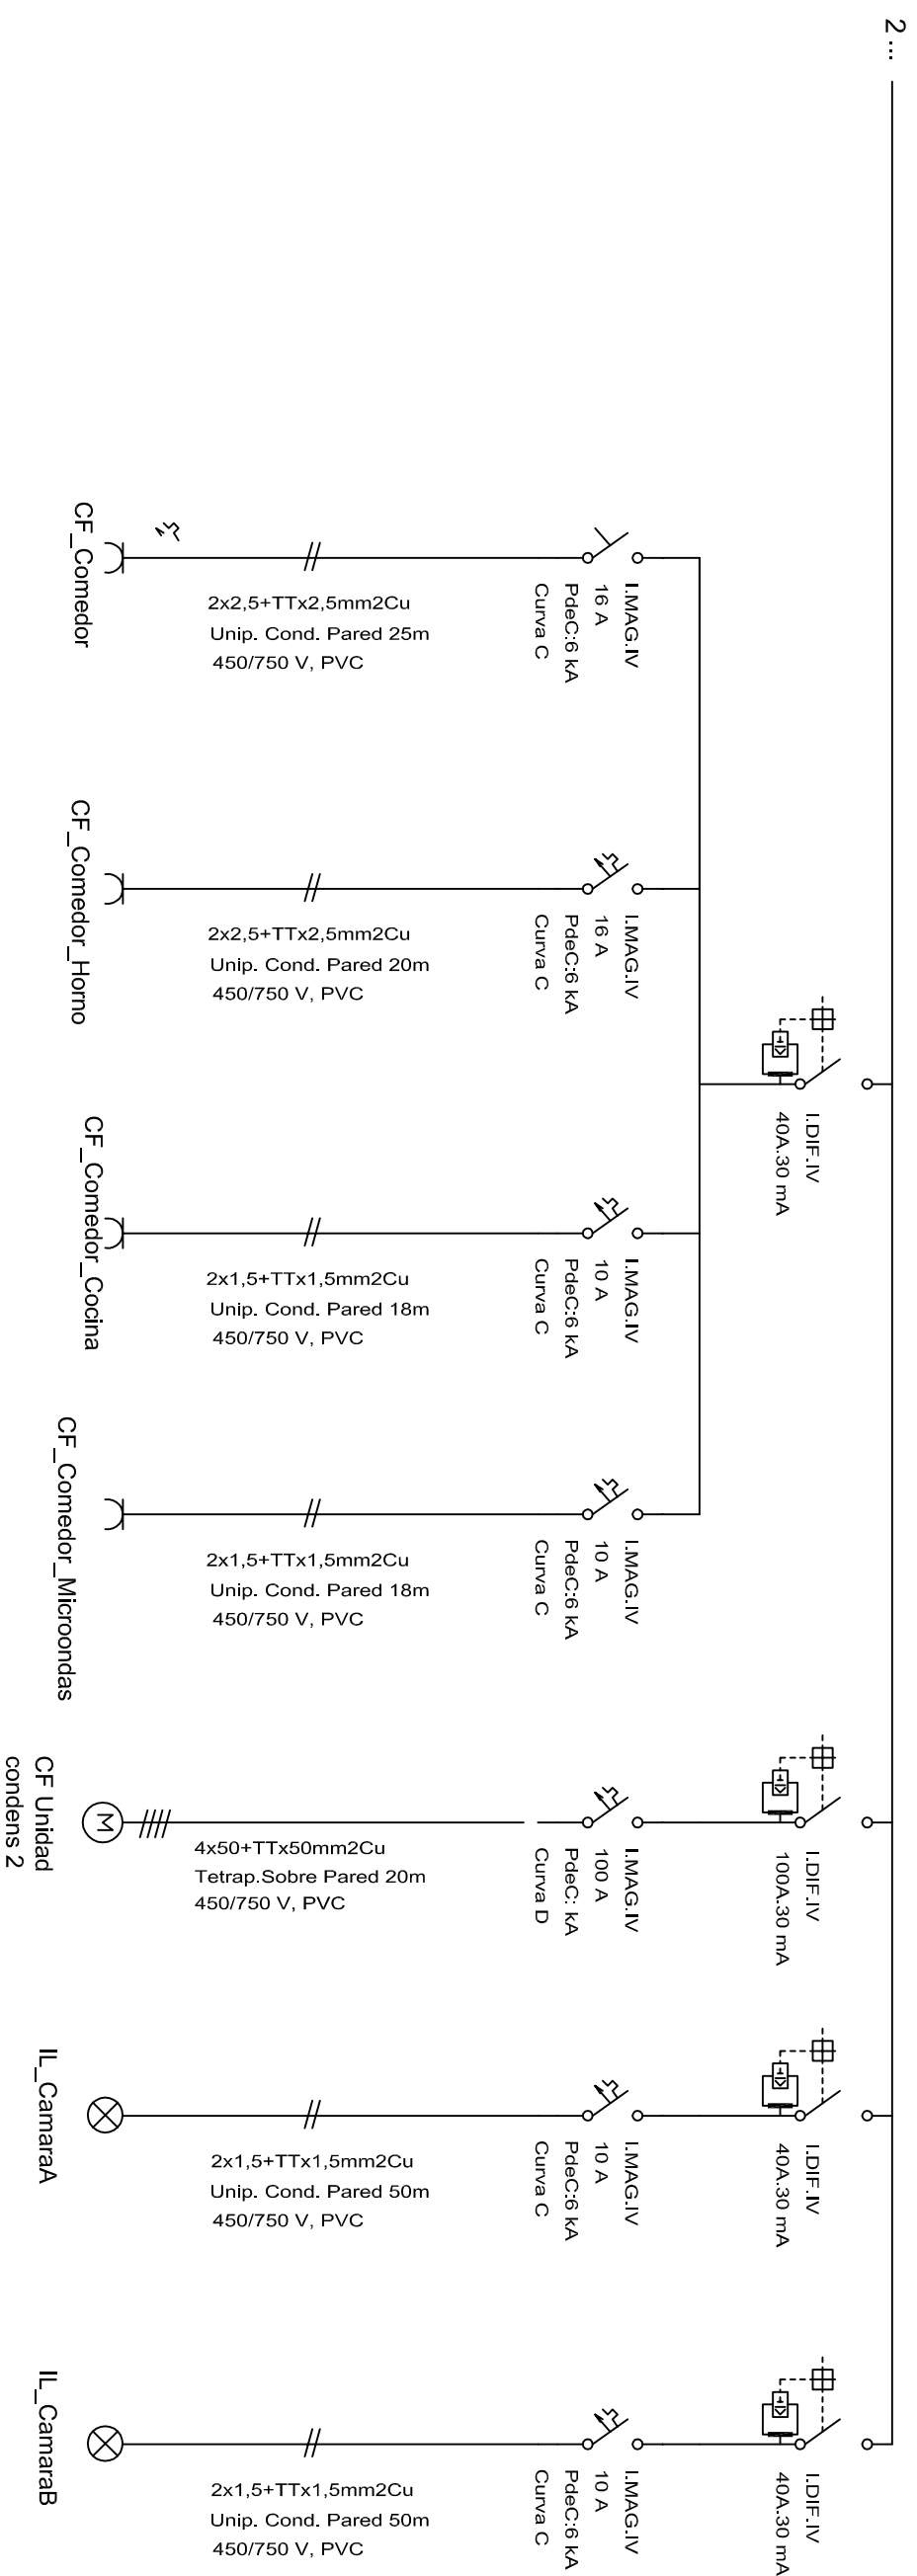 2 ...
I.DIF.IV
40A.30 mA
I.MAG.IV
16 A
PdeC:6 kA
Curva C
2x2,5+TTx2,5mm2Cu
Unip. Cond. Pared 25m
450/750 V, PVC
CF_Comedor
I.MAG.IV
16 A
PdeC:6 kA
Curva C
2x2,5+TTx2,5mm2Cu
Unip. Cond. Pared 20m
450/750 V, PVC
CF_Comedor_Horno
I.MAG.IV
10 A
PdeC:6 kA
Curva C
2x1,5+TTx1,5mm2Cu
Unip. Cond. Pared 18m
450/750 V, PVC
CF_Comedor_Cocina
I.MAG.IV
10 A
PdeC:6 kA
Curva C
2x1,5+TTx1,5mm2Cu
Unip. Cond. Pared 18m
450/750 V, PVC
CF_Comedor_Microondas
I.DIF.IV
100A.30 mA
I.MAG.IV
100 A
PdeC: kA
Curva D
4x50+TTx50mm2Cu
Tetrap.Sobre Pared 20m
450/750 V, PVC
M
CF Unidad
condens 2
I.DIF.IV
40A.30 mA
I.MAG.IV
10 A
PdeC:6 kA
Curva C
2x1,5+TTx1,5mm2Cu
Unip. Cond. Pared 50m
450/750 V, PVC
IL_CamaraA
I.DIF.IV
40A.30 mA
I.MAG.IV
10 A
PdeC:6 kA
Curva C
2x1,5+TTx1,5mm2Cu
Unip. Cond. Pared 50m
450/750 V, PVC
IL_CamaraB